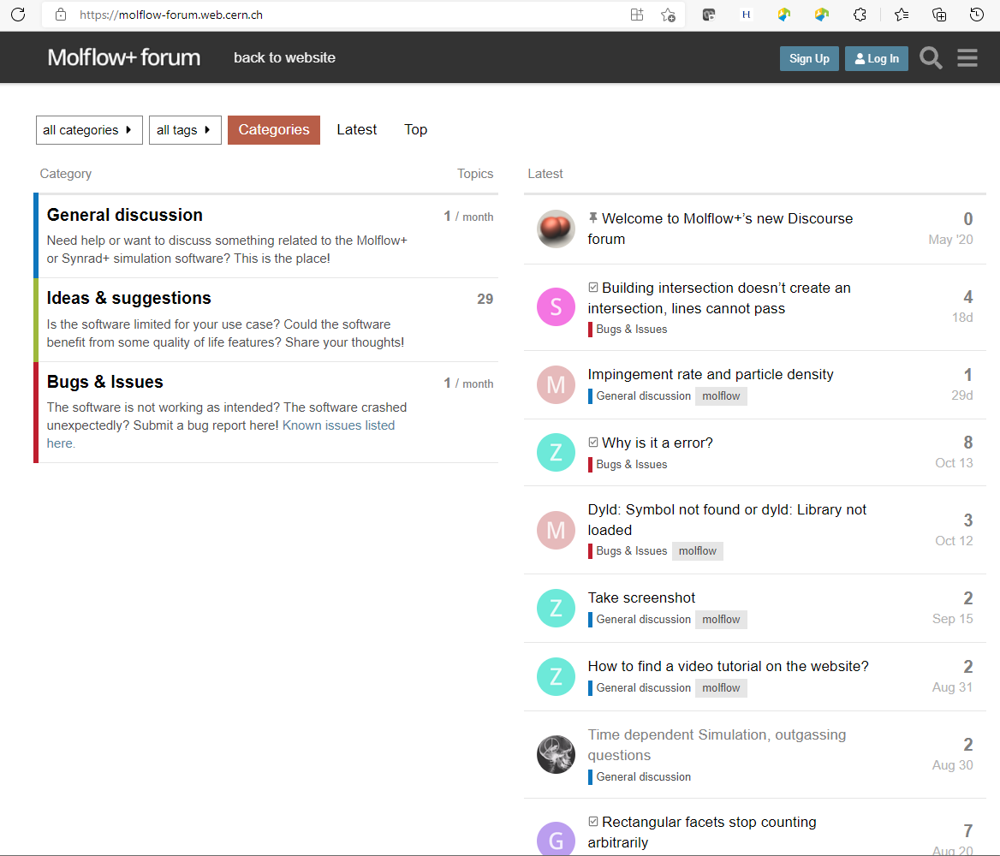 https://molflow-forum.web.cern.ch
H
Molflow+ forum
back to website
Sign Up
Log In
all categories
all tags
Categories
Latest
Top
Category
Topics
General discussion
1 / month
Need help or want to discuss something related to the Molflow+
or Synrad+ simulation software? This is the place!
Ideas & suggestions
29
Is the software limited for your use case? Could the software
benefit from some quality of life features? Share your thoughts!
Bugs & Issues
1 / month
The software is not working as intended? The software crashed
unexpectedly? Submit a bug report here! Known issues listed
here.
Latest
Welcome to Molflow+’s new Discourse
forum
0
May '20
S
Building intersection doesn’t create an
intersection, lines cannot pass
Bugs & Issues
4
18d
M
Impingement rate and particle density
General discussion molflow
1
29d
Z
Why is it a error?
Bugs & Issues
8
Oct 13
M
Dyld: Symbol not found or dyld: Library not
loaded
Bugs & Issues molflow
3
Oct 12
Z
Take screenshot
General discussion molflow
2
Sep 15
Z
How to find a video tutorial on the website?
General discussion molflow
2
Aug 31
Time dependent Simulation, outgassing
questions
General discussion
2
Aug 30
G
Rectangular facets stop counting
arbitrarily
7
Aug 20